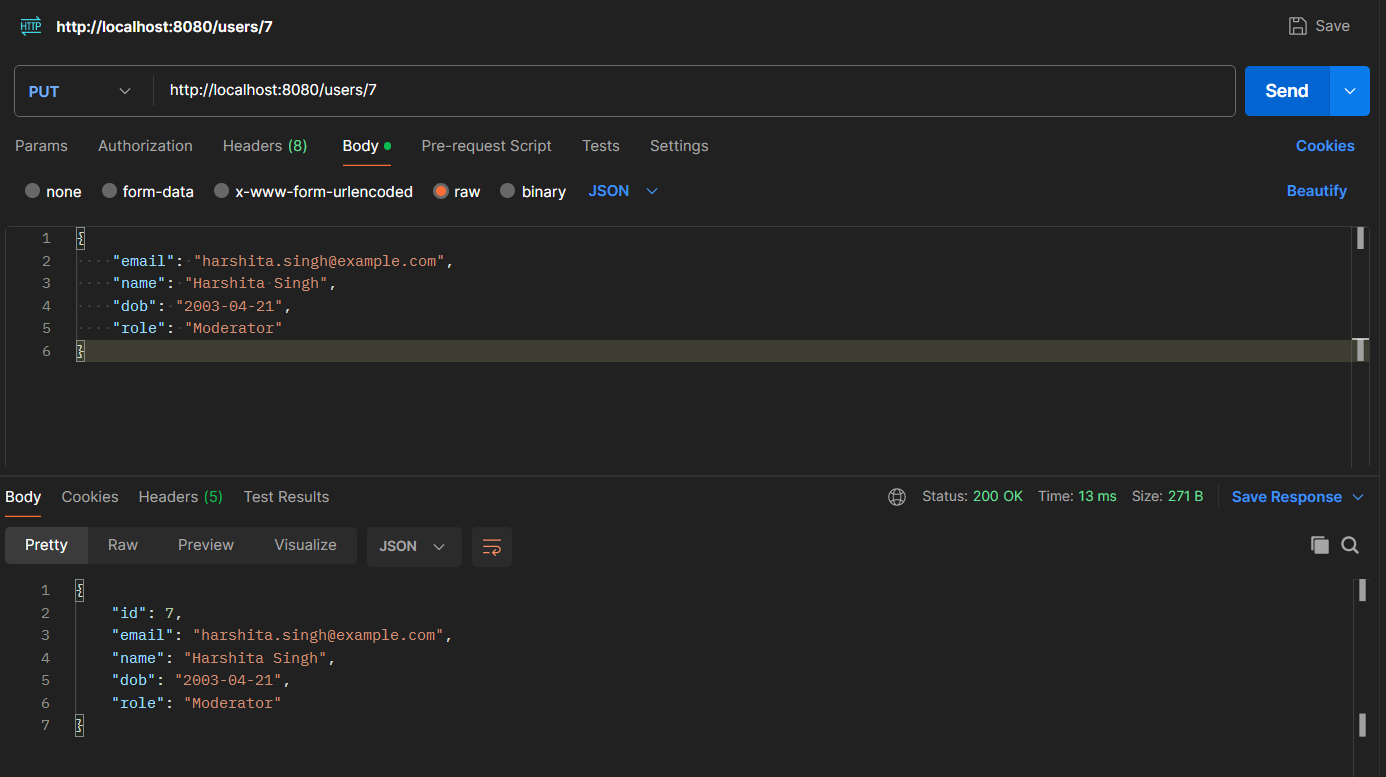 HTTP http://localhost:8080/users/7 Save
PUT http://localhost:8080/users/7 Send
Params Authorization Headers (8) Body Pre-request Script Tests Settings Cookies
none form-data x-www-form-urlencoded raw binary JSON Beautify
1 {
2 "email": "harshita.singh@example.com",
3 "name": "Harshita Singh",
4 "dob": "2003-04-21",
5 "role": "Moderator"
6 }
Body Cookies Headers (5) Test Results Status: 200 OK Time: 13 ms Size: 271 B Save Response
Pretty Raw Preview Visualize JSON
1 {
2 "id": 7,
3 "email": "harshita.singh@example.com",
4 "name": "Harshita Singh",
5 "dob": "2003-04-21",
6 "role": "Moderator"
7 }